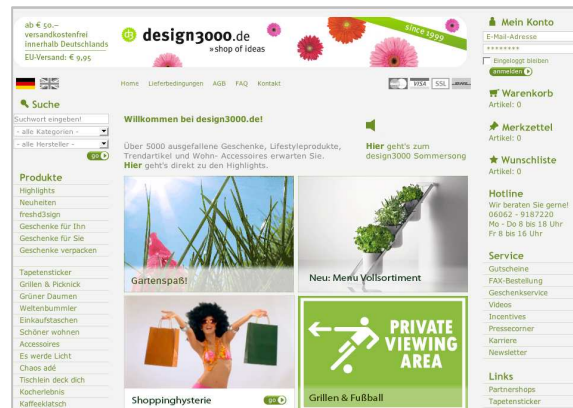 ab € 50.–
versandkostenfrei
innerhalb Deutschlands
EU-Versand: € 9,95
d3 design3000.de
»shop of ideas
since 1999
Home Lieferbedingungen AGB FAQ Kontakt
VISA SSL
Suche
Suchwort eingeben!
- alle Kategorien -
- alle Hersteller -
go
Produkte
Highlights
Neuheiten
freshd3sign
Geschenke für Ihn
Geschenke für Sie
Geschenke verpacken
Tapetensticker
Grillen & Picknick
Grüner Daumen
Weltenbummler
Einkaufstaschen
Schöner wohnen
Accessoires
Es werde Licht
Chaos adé
Tischlein deck dich
Kocherlebnis
Kaffeeklatsch
Willkommen bei design3000.de!
Über 5000 ausgefallene Geschenke, Lifestyleprodukte,
Trendartikel und Wohn- Accessoires erwarten Sie.
Hier geht's direkt zu den Highlights.
Hier geht's zum
design3000 Sommersong
Gartenspaß!
Neu: Menu Vollsortiment
Shoppinghysterie
go
PRIVATE
VIEWING
AREA
Grillen & Fußball
Mein Konto
E-Mail-Adresse
********
Eingeloggt bleiben
anmelden
Warenkorb
Artikel: 0
Merkzettel
Artikel: 0
Wunschliste
Artikel: 0
Hotline
Wir beraten Sie gerne!
06062 - 9187220
Mo - Do 8 bis 18 Uhr
Fr 8 bis 16 Uhr
Service
Gutscheine
FAX-Bestellung
Geschenkservice
Videos
Incentives
Pressecorner
Karriere
Newsletter
Links
Partnershops
Tapetensticker